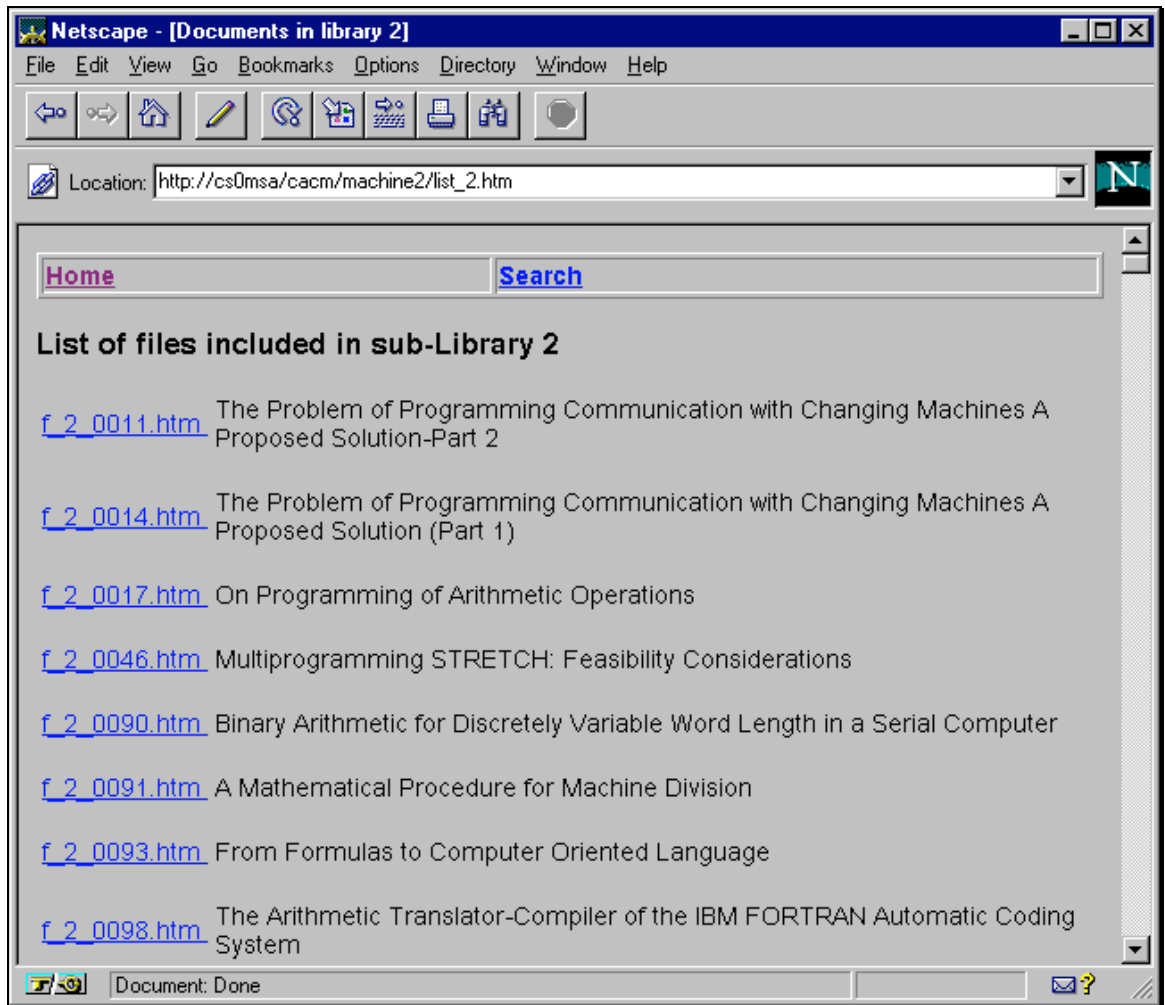 Netscape - [Documents in library 2]
File Edit View Go Bookmarks Options Directory Window Help
Location: http://cs0msa/cacm/machine2/list_2.htm
N
Home Search
List of files included in sub-Library 2
f_2_0011.htm The Problem of Programming Communication with Changing Machines A
Proposed Solution-Part 2
f_2_0014.htm The Problem of Programming Communication with Changing Machines A
Proposed Solution (Part 1)
f_2_0017.htm On Programming of Arithmetic Operations
f_2_0046.htm Multiprogramming STRETCH: Feasibility Considerations
f_2_0090.htm Binary Arithmetic for Discretely Variable Word Length in a Serial Computer
f_2_0091.htm A Mathematical Procedure for Machine Division
f_2_0093.htm From Formulas to Computer Oriented Language
f_2_0098.htm The Arithmetic Translator-Compiler of the IBM FORTRAN Automatic Coding
System
Document: Done